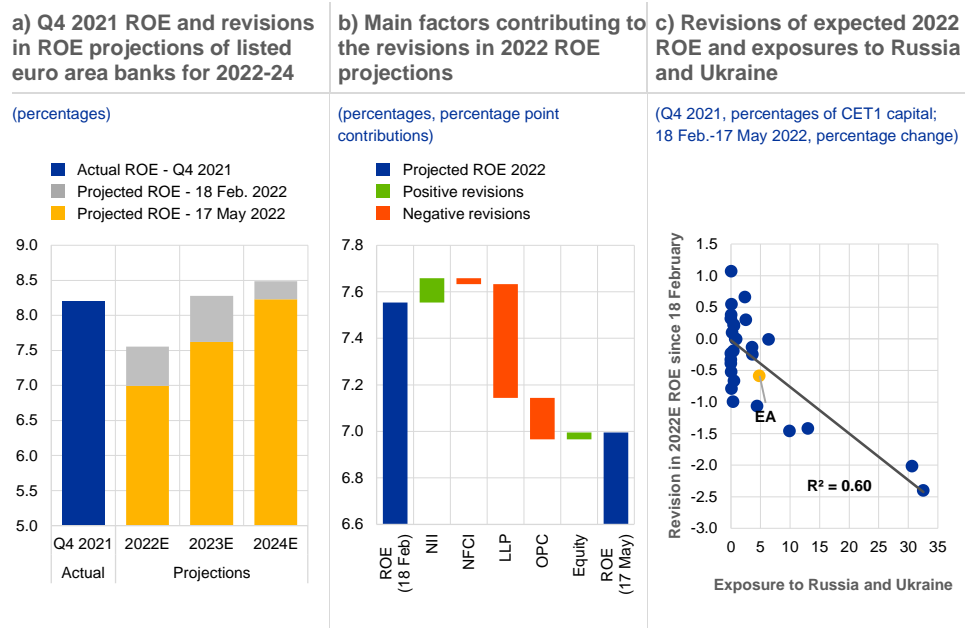 a) Q4 2021 ROE and revisions
in ROE projections of listed
euro area banks for 2022-24
(percentages)
Actual ROE - Q4 2021
Projected ROE - 18 Feb. 2022
Projected ROE - 17 May 2022
9.0
8.5
8.0
7.5
7.0
6.5
6.0
5.5
5.0
Q4 2021
2022E
2023E
2024E
Actual
Projections
b) Main factors contributing to
the revisions in 2022 ROE
projections
(percentages, percentage point
contributions)
Projected ROE 2022
Positive revisions
Negative revisions
7.8
7.6
7.4
7.2
7.0
6.8
6.6
ROE
(18 Feb)
NII
NFCI
LLP
OPC
Equity
ROE
(17 May)
c) Revisions of expected 2022
ROE and exposures to Russia
and Ukraine
(Q4 2021, percentages of CET1 capital;
18 Feb.-17 May 2022, percentage change)
Revision in 2022E ROE since 18 February
1.5
1.0
0.5
0.0
-0.5
-1.0
-1.5
-2.0
-2.5
-3.0
EA
R² = 0.60
0
5
10
15
20
25
30
35
Exposure to Russia and Ukraine